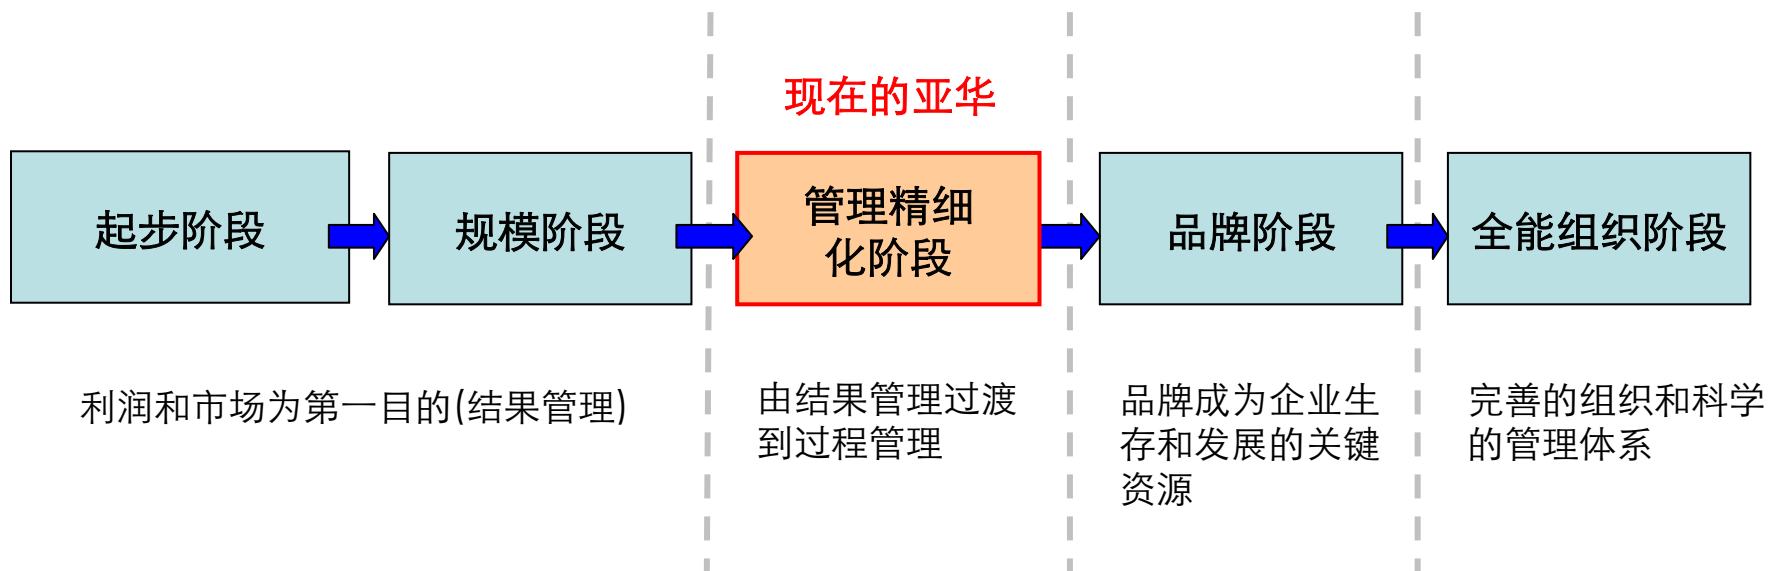 现在的亚华
起步阶段
规模阶段
管理精细
化阶段
品牌阶段
全能组织阶段
利润和市场为第一目的(结果管理)
由结果管理过渡
到过程管理
品牌成为企业生
存和发展的关键
资源
完善的组织和科学
的管理体系